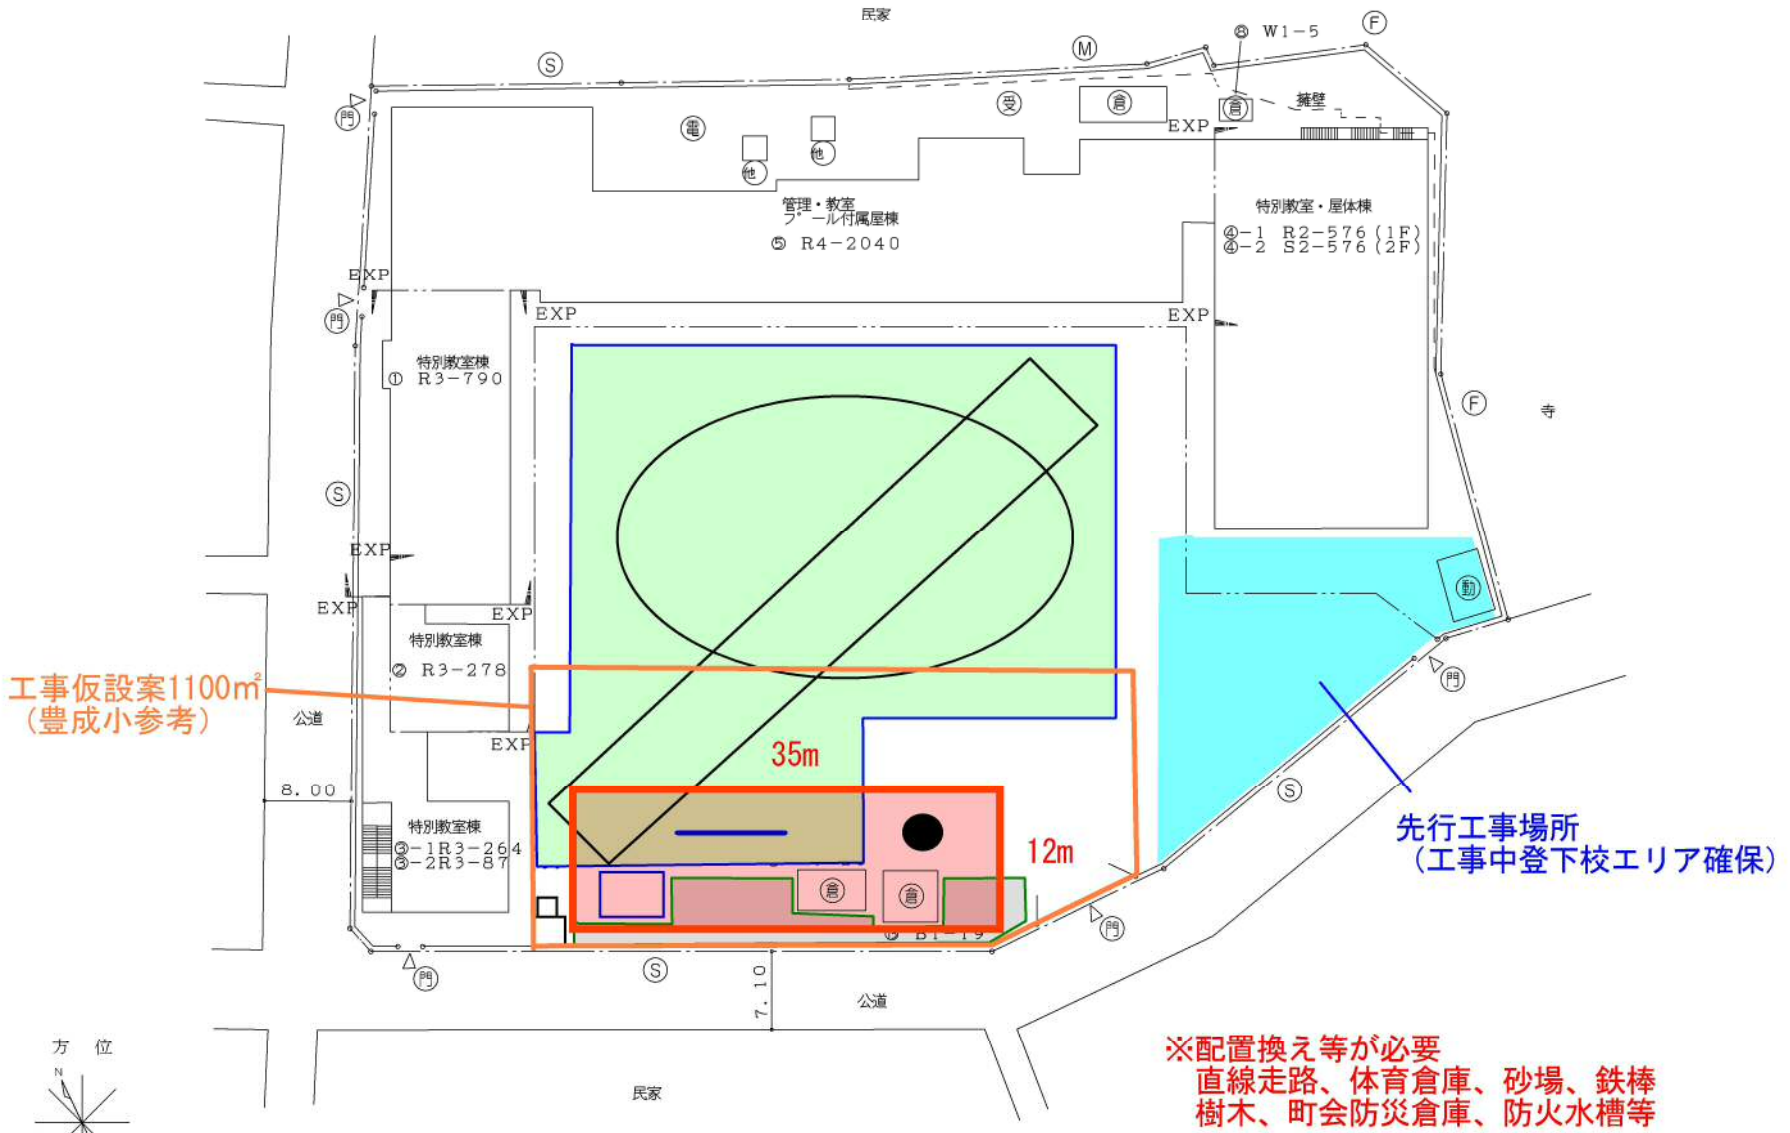 民家
Ⓕ
⑧ W1-5
Ⓜ
Ⓢ
門
電
他
他
受
倉
倉
擁壁
EXP
管理・教室
プール付属屋棟
⑤ R4-2040
特別教室・屋体棟
④-1 R2-576(1F)
④-2 S2-576(2F)
EXP
門
EXP
EXP
特別教室棟
① R3-790
Ⓕ
寺
Ⓢ
EXP
EXP
EXP
動
特別教室棟
② R3-278
門
工事仮設案1100㎡
（豊成小参考）
公道
EXP
35m
8.00
Ⓢ
特別教室棟
③-1R3-264
③-2R3-87
12m
先行工事場所
（工事中登下校エリア確保）
倉
倉
門
B1-19
門
Ⓢ
7.10
公道
方 位
N
民家
※配置換え等が必要
直線走路、体育倉庫、砂場、鉄棒
樹木、町会防災倉庫、防火水槽等